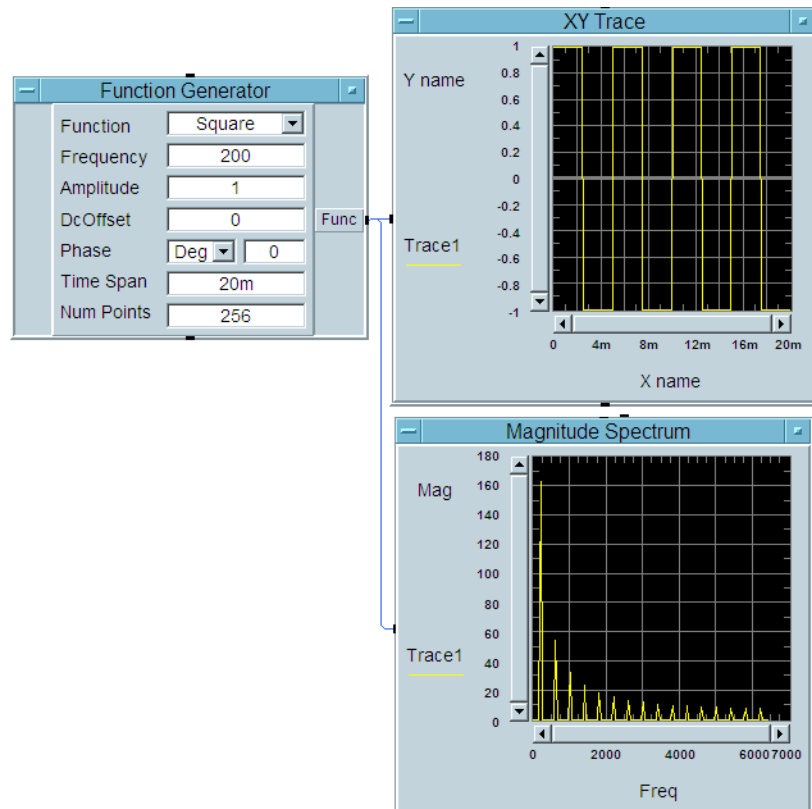 Function Generator
Function Square
Frequency 200
Amplitude 1
DcOffset 0
Phase Deg 0
Time Span 20m
Num Points 256
Func
XY Trace
Y name
Trace1
1
0.8
0.6
0.4
0.2
0
-0.2
-0.4
-0.6
-0.8
-1
0 4m 8m 12m 16m 20m
X name
Magnitude Spectrum
Mag
Trace1
180
160
140
120
100
80
60
40
20
0
0 2000 4000 6000 7000
Freq